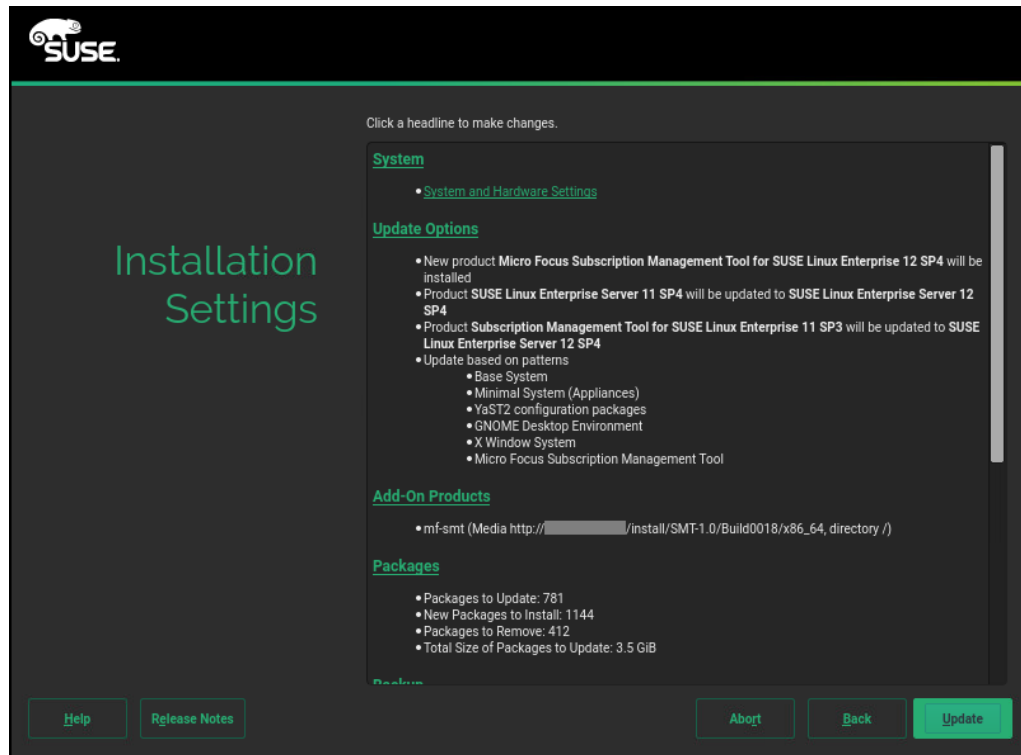 SUSE.
Click a headline to make changes.
Installation
Settings
System
System and Hardware Settings
Update Options
New product Micro Focus Subscription Management Tool for SUSE Linux Enterprise 12 SP4 will be
installed
Product SUSE Linux Enterprise Server 11 SP4 will be updated to SUSE Linux Enterprise Server 12
SP4
Product Subscription Management Tool for SUSE Linux Enterprise 11 SP3 will be updated to SUSE
Linux Enterprise Server 12 SP4
Update based on patterns
Base System
Minimal System (Appliances)
YaST2 configuration packages
GNOME Desktop Environment
X Window System
Micro Focus Subscription Management Tool
Add-On Products
mf-smt (Media http:// /install/SMT-1.0/Build0018/x86_64, directory /)
Packages
Packages to Update: 781
New Packages to Install: 1144
Packages to Remove: 412
Total Size of Packages to Update: 3.5 GiB
Backup
Help
Release Notes
Abort
Back
Update